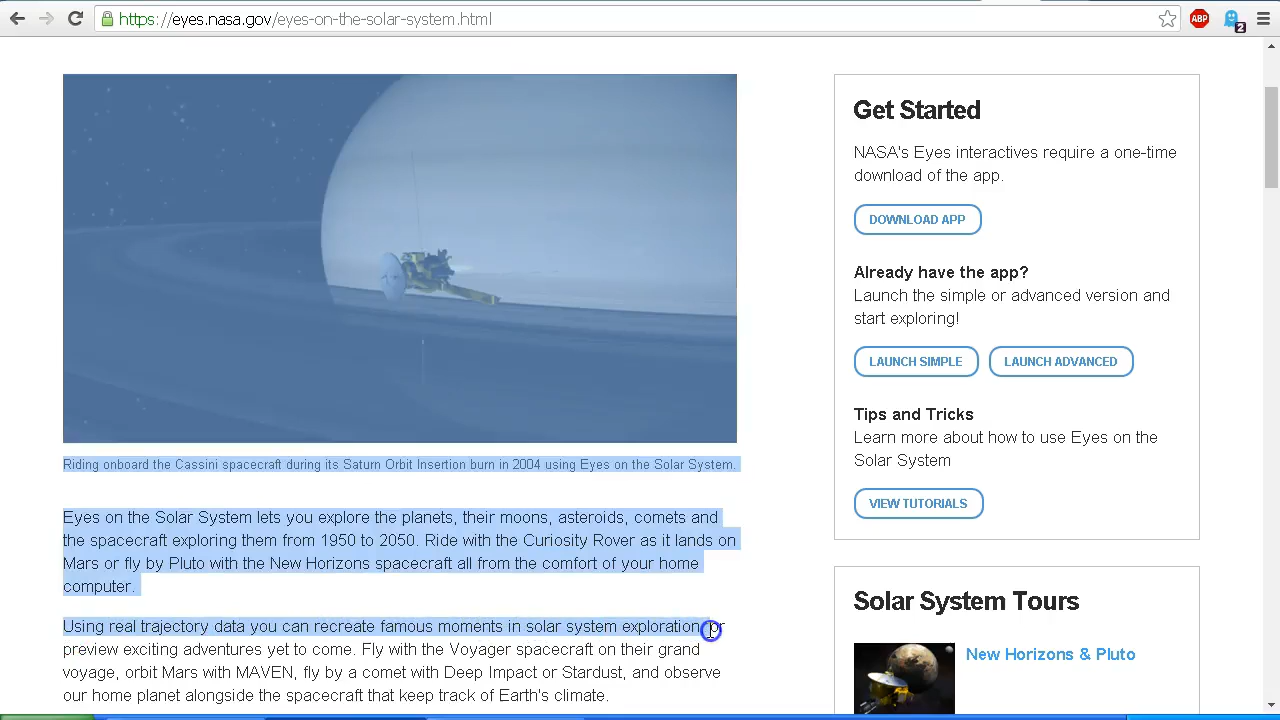 https://eyes.nasa.gov/eyes-on-the-solar-system.html
ABP
2
Riding onboard the Cassini spacecraft during its Saturn Orbit Insertion burn in 2004 using Eyes on the Solar System.
Eyes on the Solar System lets you explore the planets, their moons, asteroids, comets and
the spacecraft exploring them from 1950 to 2050. Ride with the Curiosity Rover as it lands on
Mars or fly by Pluto with the New Horizons spacecraft all from the comfort of your home
computer.
Using real trajectory data you can recreate famous moments in solar system exploration or
preview exciting adventures yet to come. Fly with the Voyager spacecraft on their grand
voyage, orbit Mars with MAVEN, fly by a comet with Deep Impact or Stardust, and observe
our home planet alongside the spacecraft that keep track of Earth's climate.
Get Started
NASA's Eyes interactives require a one-time
download of the app.
DOWNLOAD APP
Already have the app?
Launch the simple or advanced version and
start exploring!
LAUNCH SIMPLE
LAUNCH ADVANCED
Tips and Tricks
Learn more about how to use Eyes on the
Solar System
VIEW TUTORIALS
Solar System Tours
New Horizons & Pluto